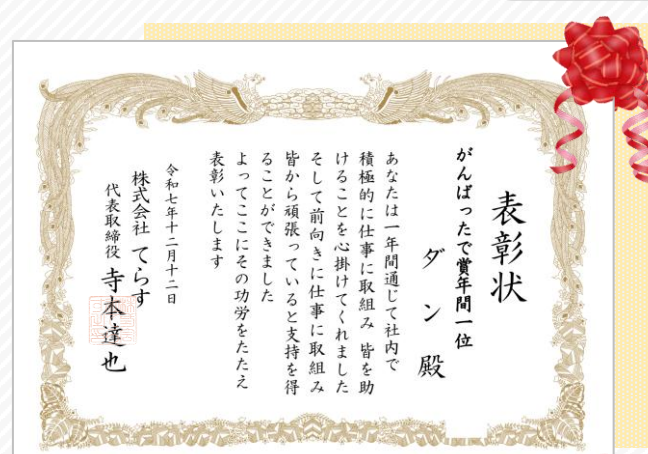 表彰状
がんばったで賞年間一位
ダン 殿
あなたは一年間通じて社内で
積極的に仕事に取組み 皆を助
けることを心掛けてくれました
そして前向きに仕事に取組み
皆から頑張っていると支持を得
ることができました
よってここにその功労をたたえ
表彰いたします
令和七年十二月十二日
株式会社 てらす
代表取締役 寺本達也